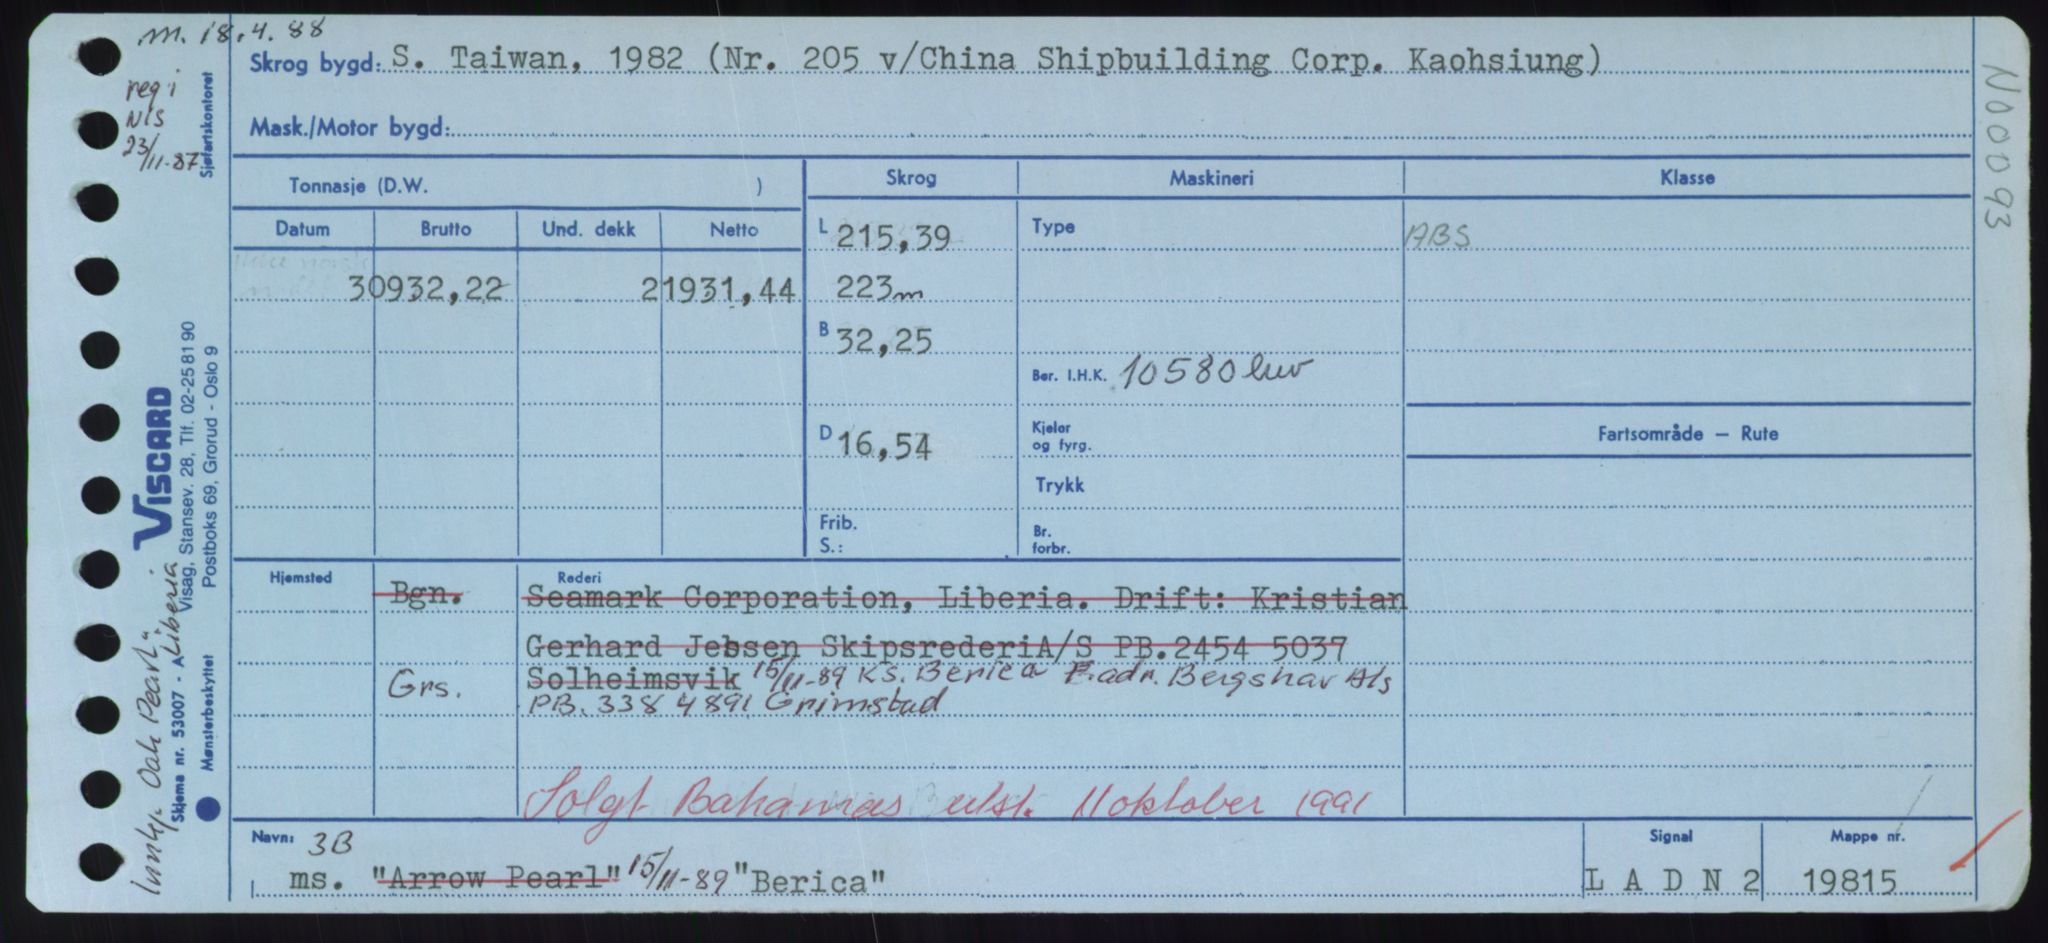 m. 18.4.88
reg i
NIS
23/11-87
Sjøfartskontoret
Skrog bygd: S. Taiwan, 1982 (Nr. 205 v/China Shipbuilding Corp. Kaohsiung)
Mask./Motor bygd:
N00093
Tonnasje (D.W. )
Skrog
Maskineri
Klasse
Datum Brutto Und. dekk Netto
30932,22 21931,44
L 215,39
223m
B 32,25
D 16,54
Frib.
S.:
Type
Ber. I.H.K. 10580
Kjeler
og fyrg.
Trykk
Br.
forbr.
ABS
Fartsområde — Rute
VISCARD
Visag, Stansev. 28, Tlf. 02-25 81 90
Postboks 69, Grorud - Oslo 9
Skjema nr. 53007 - A
Mønsterbeskyttet
Innkj. Oak Pearl"
Liberia
Hjemsted
Rederi
Bgn. Seamark Corporation, Liberia. Drift: Kristian
Gerhard Jebsen SkipsrederiA/S PB.2454 5037
Solheimsvik 15/11-89 Ks. Berica P.adr. Bergshav A/s
Grs. PB. 338 4891 Grimstad
Solgt Bahamas utsl. 11 oktober 1991
Navn: 3B
ms. "Arrow Pearl" 15/11-89 "Berica"
Signal
L A D N 2
Mappe nr.
19815